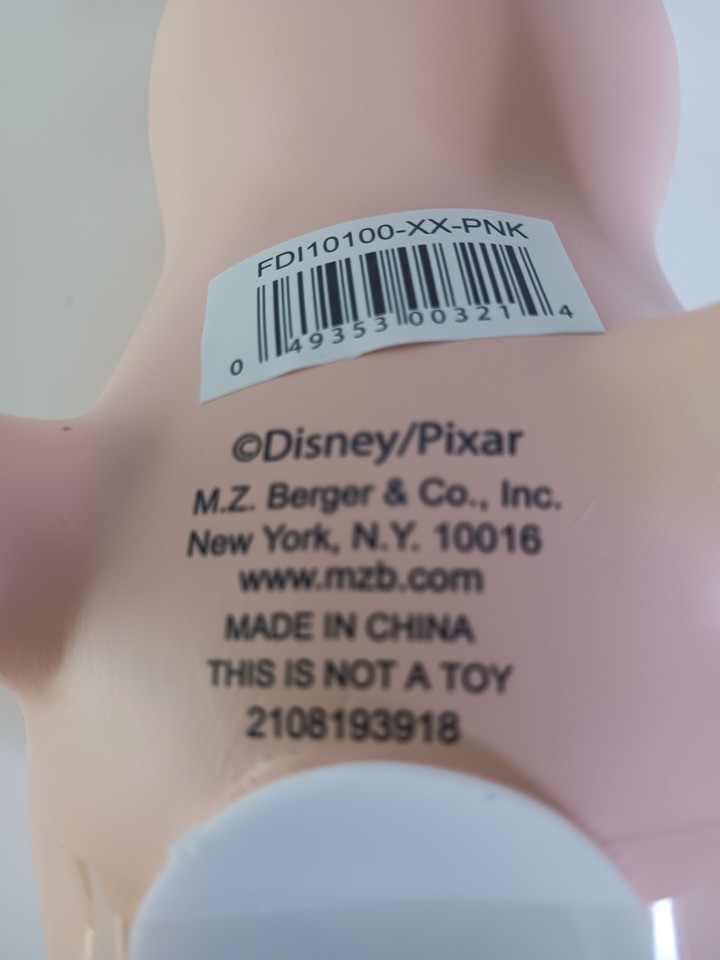 FDI10100-XX-PNK
0 49353 00321 4
©Disney/Pixar
M.Z. Berger & Co., Inc.
New York, N.Y. 10016
www.mzb.com
MADE IN CHINA
THIS IS NOT A TOY
2108193918